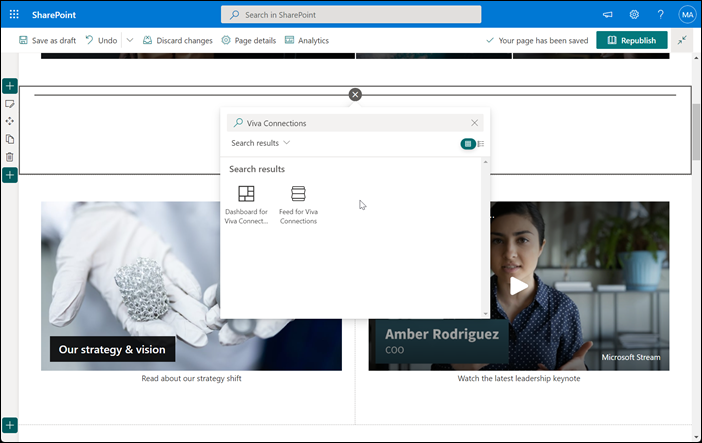 SharePoint
Search in SharePoint
MA
Save as draft
Undo
Discard changes
Page details
Analytics
Your page has been saved
Republish
Viva Connections
Search results
Search results
Dashboard for
Viva Connect...
Feed for Viva
Connections
...
Our strategy & vision
Read about our strategy shift
Amber Rodriguez
COO
Microsoft Stream
Watch the latest leadership keynote